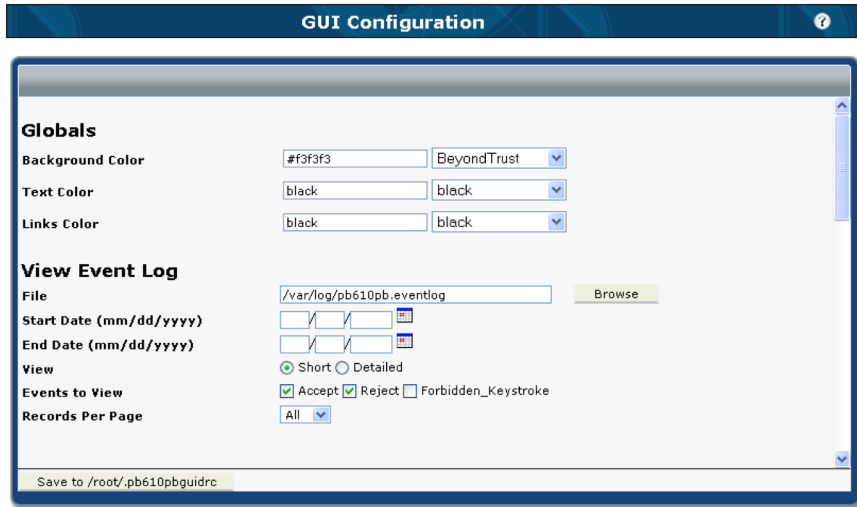 GUI Configuration ?
Globals
Background Color #f3f3f3 BeyondTrust
Text Color black black
Links Color black black
View Event Log
File /var/log/pb610pb.eventlog Browse
Start Date (mm/dd/yyyy) / /
End Date (mm/dd/yyyy) / /
View Short Detailed
Events to View Accept Reject Forbidden_Keystroke
Records Per Page All
Save to /root/.pb610pbguidrc